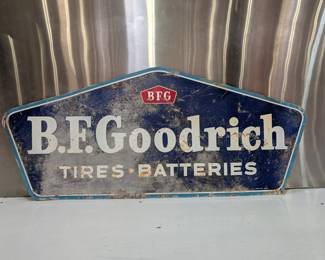 BFG
B.F.Goodrich
TIRES · BATTERIES